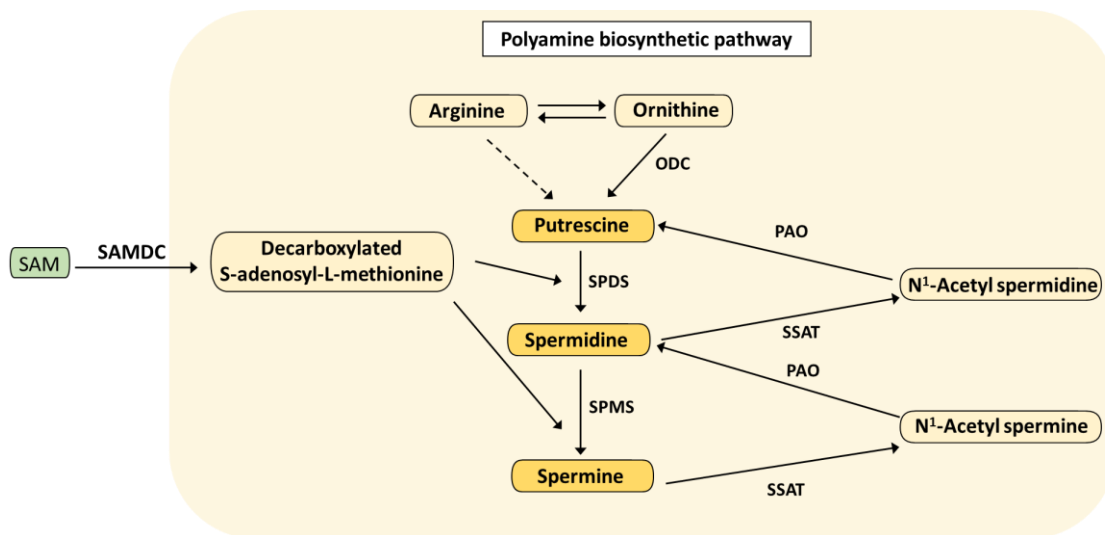 Polyamine biosynthetic pathway
Arginine
Ornithine
ODC
Putrescine
PAO
SAM
SAMDC
Decarboxylated
S-adenosyl-L-methionine
SPDS
N¹-Acetyl spermidine
Spermidine
SSAT
PAO
SPMS
N¹-Acetyl spermine
Spermine
SSAT